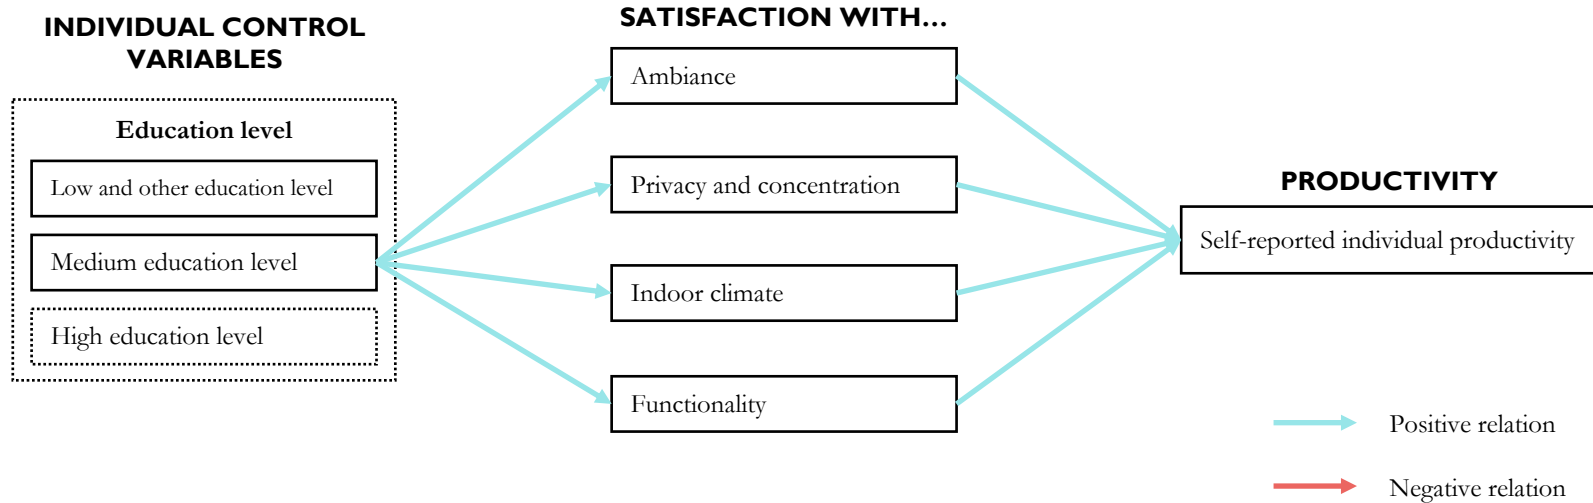 INDIVIDUAL CONTROL
VARIABLES
Education level
Low and other education level
Medium education level
High education level
SATISFACTION WITH...
Ambiance
Privacy and concentration
Indoor climate
Functionality
PRODUCTIVITY
Self-reported individual productivity
Positive relation
Negative relation